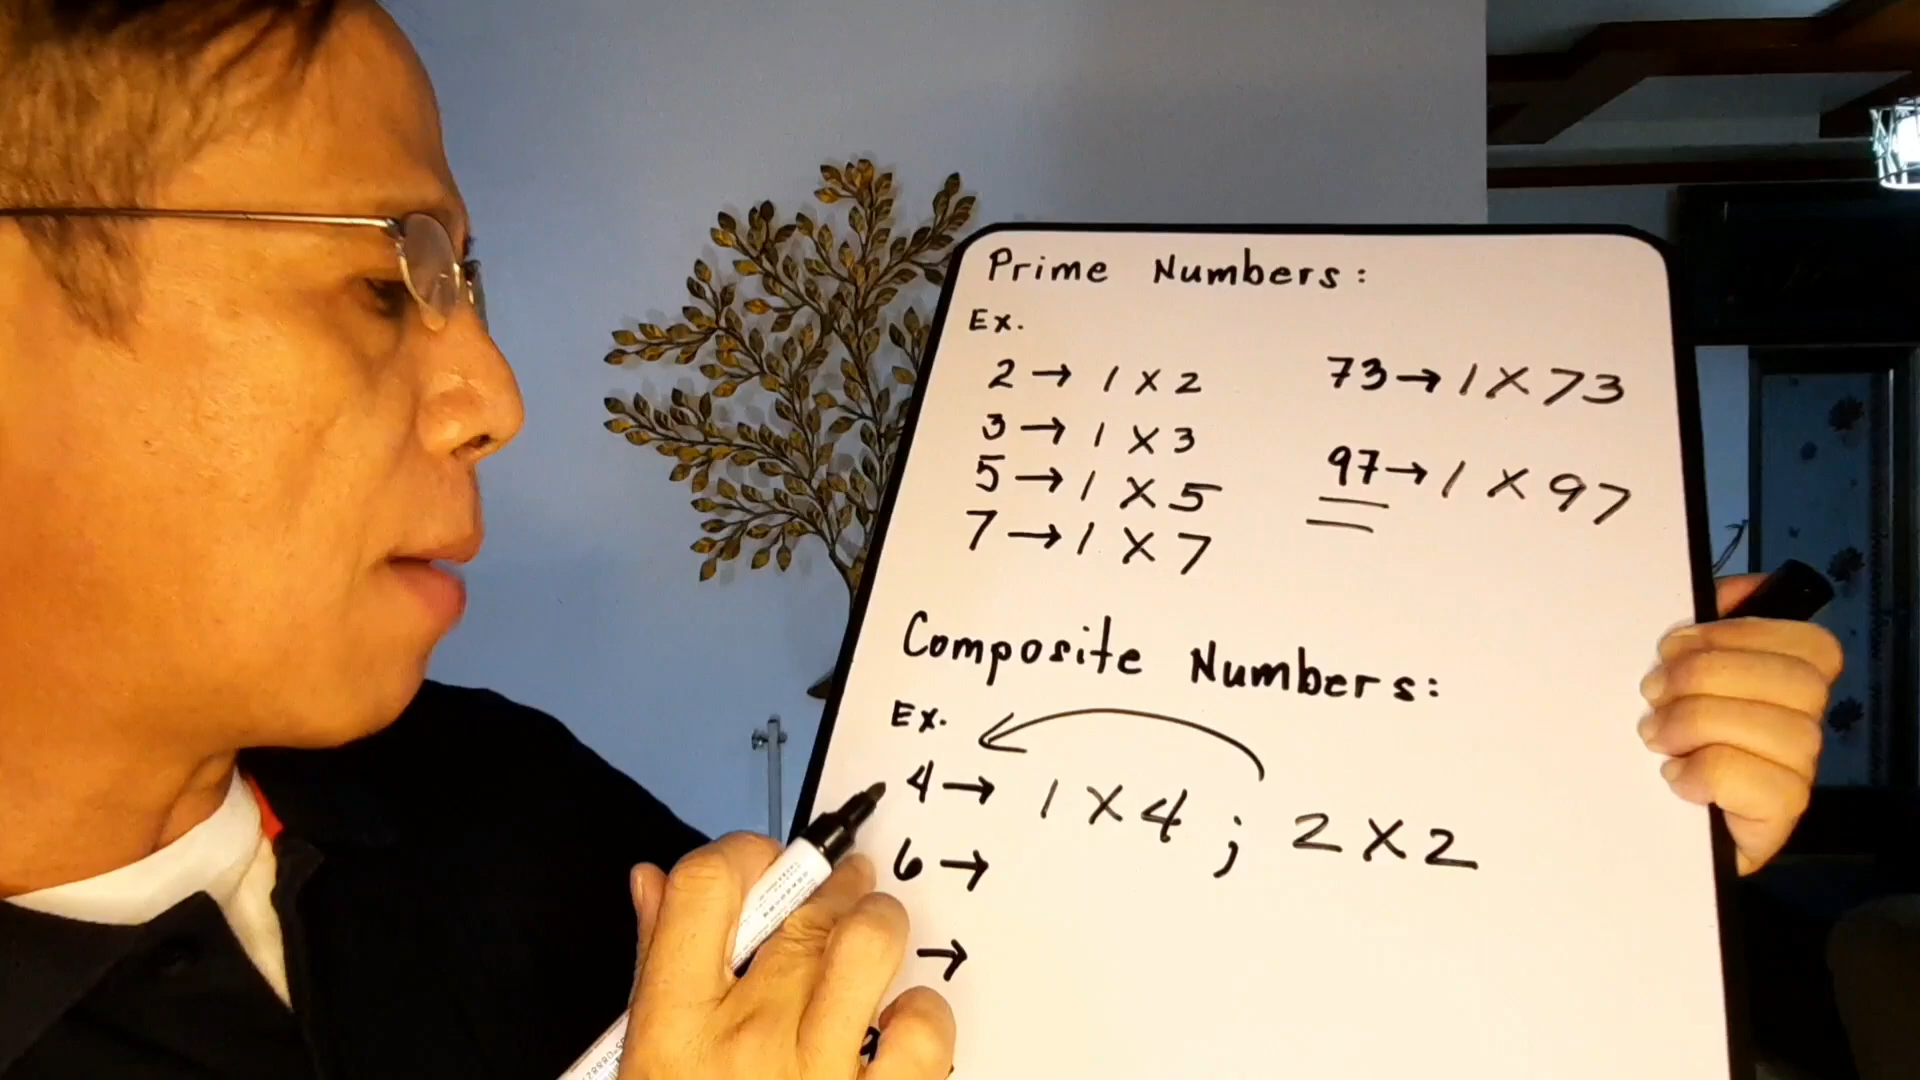 Prime Numbers:
Ex.
2 → 1 x 2
3 → 1 x 3
5 → 1 x 5
7 → 1 x 7
73 → 1 x 73
97 → 1 x 97
Composite Numbers:
Ex.
4 → 1 x 4 ; 2 x 2
6 →
→
9